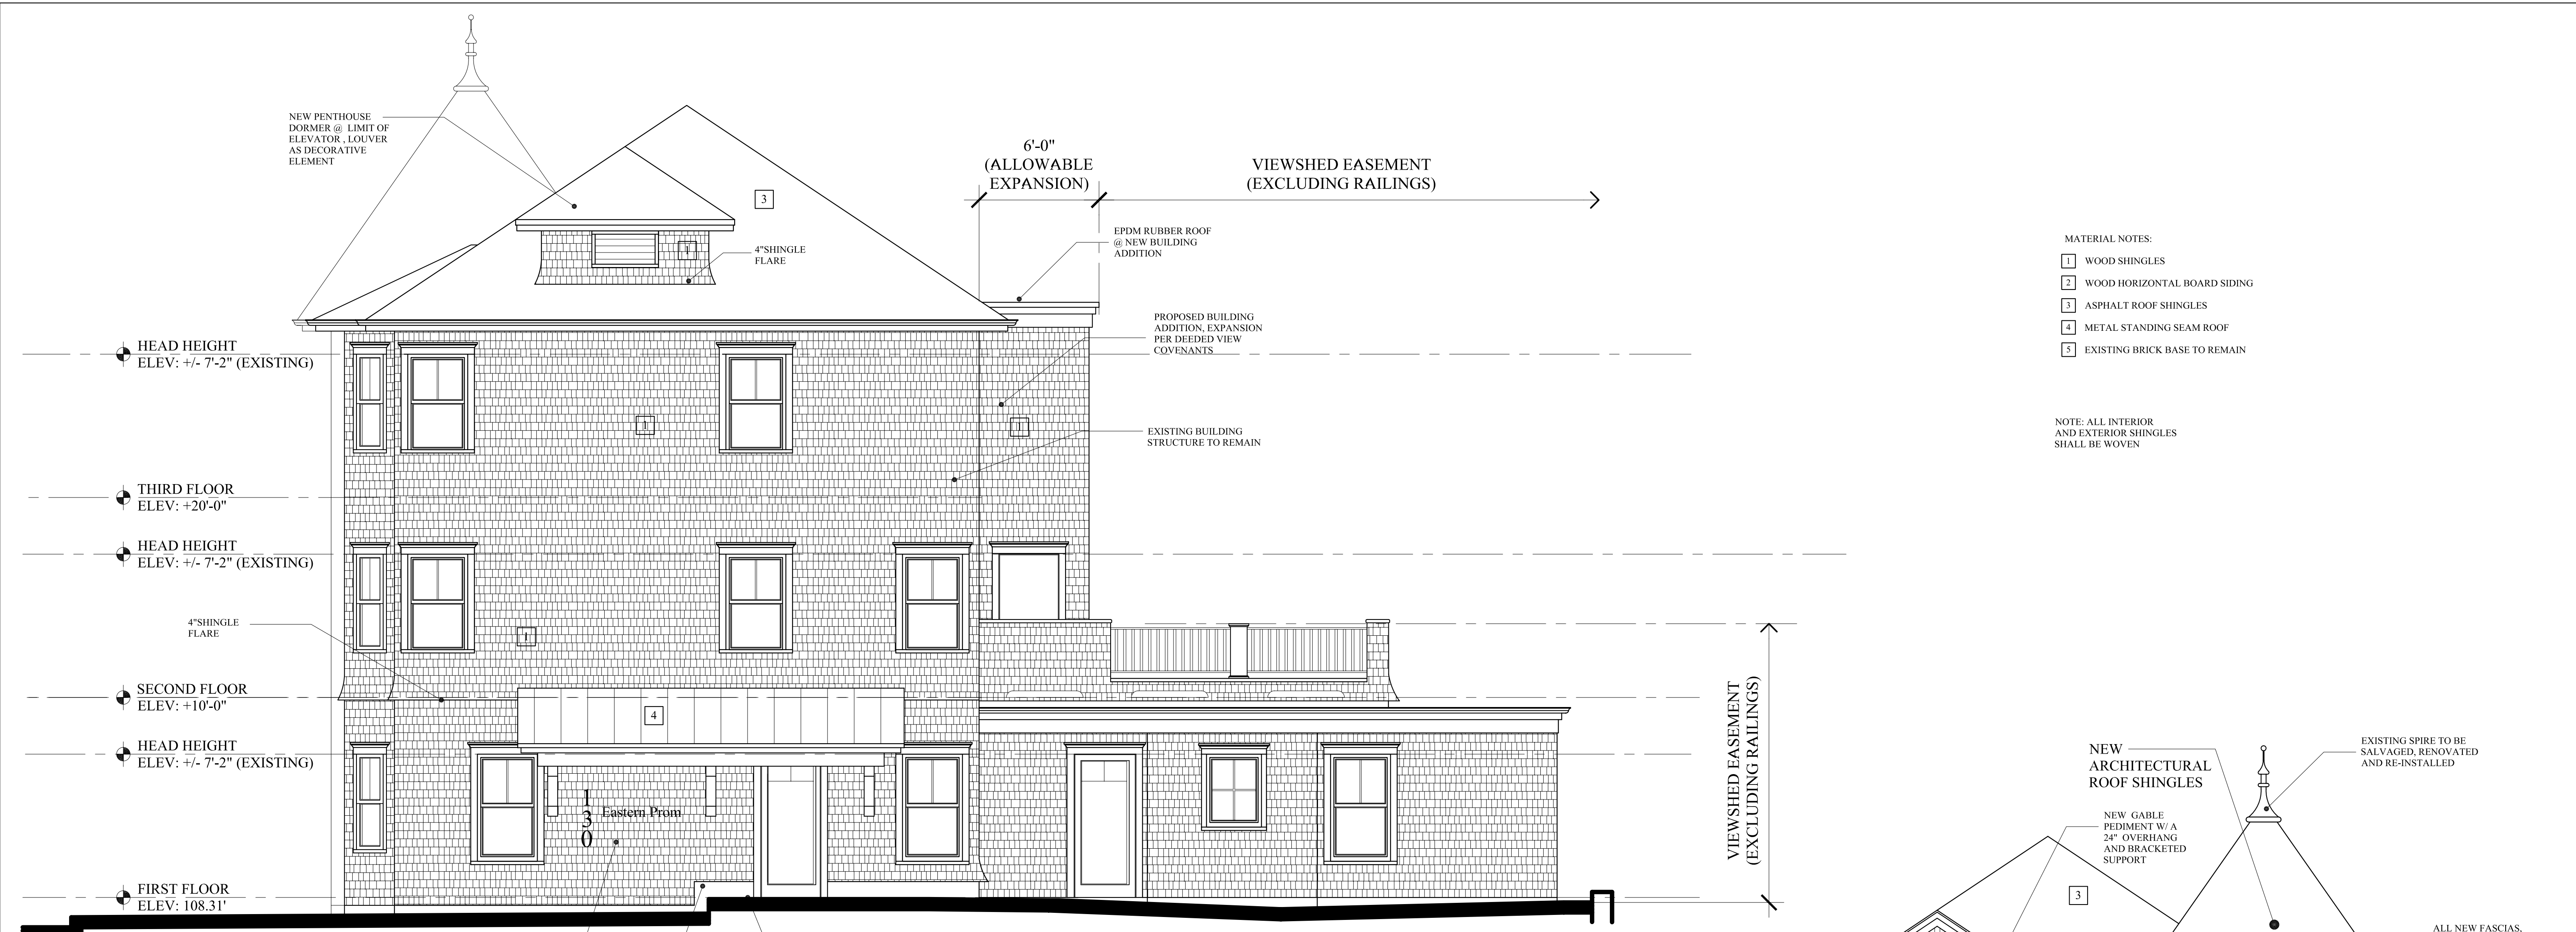 NEW PENTHOUSE
DORMER @ LIMIT OF
ELEVATOR , LOUVER
AS DECORATIVE
ELEMENT
3
1
4"SHINGLE
FLARE
6'-0"
(ALLOWABLE
EXPANSION)
VIEWSHED EASEMENT
(EXCLUDING RAILINGS)
EPDM RUBBER ROOF
@ NEW BUILDING
ADDITION
PROPOSED BUILDING
ADDITION, EXPANSION
PER DEEDED VIEW
COVENANTS
EXISTING BUILDING
STRUCTURE TO REMAIN
1
1
HEAD HEIGHT
ELEV: +/- 7'-2" (EXISTING)
THIRD FLOOR
ELEV: +20'-0"
HEAD HEIGHT
ELEV: +/- 7'-2" (EXISTING)
4"SHINGLE
FLARE
1
SECOND FLOOR
ELEV: +10'-0"
4
HEAD HEIGHT
ELEV: +/- 7'-2" (EXISTING)
130
Eastern Prom
FIRST FLOOR
ELEV: 108.31'
VIEWSHED EASEMENT
(EXCLUDING RAILINGS)
MATERIAL NOTES:
1 WOOD SHINGLES
2 WOOD HORIZONTAL BOARD SIDING
3 ASPHALT ROOF SHINGLES
4 METAL STANDING SEAM ROOF
5 EXISTING BRICK BASE TO REMAIN
NOTE: ALL INTERIOR
AND EXTERIOR SHINGLES
SHALL BE WOVEN
NEW
ARCHITECTURAL
ROOF SHINGLES
EXISTING SPIRE TO BE
SALVAGED, RENOVATED
AND RE-INSTALLED
NEW GABLE
PEDIMENT W/ A
24" OVERHANG
AND BRACKETED
SUPPORT
3
ALL NEW FASCIAS,